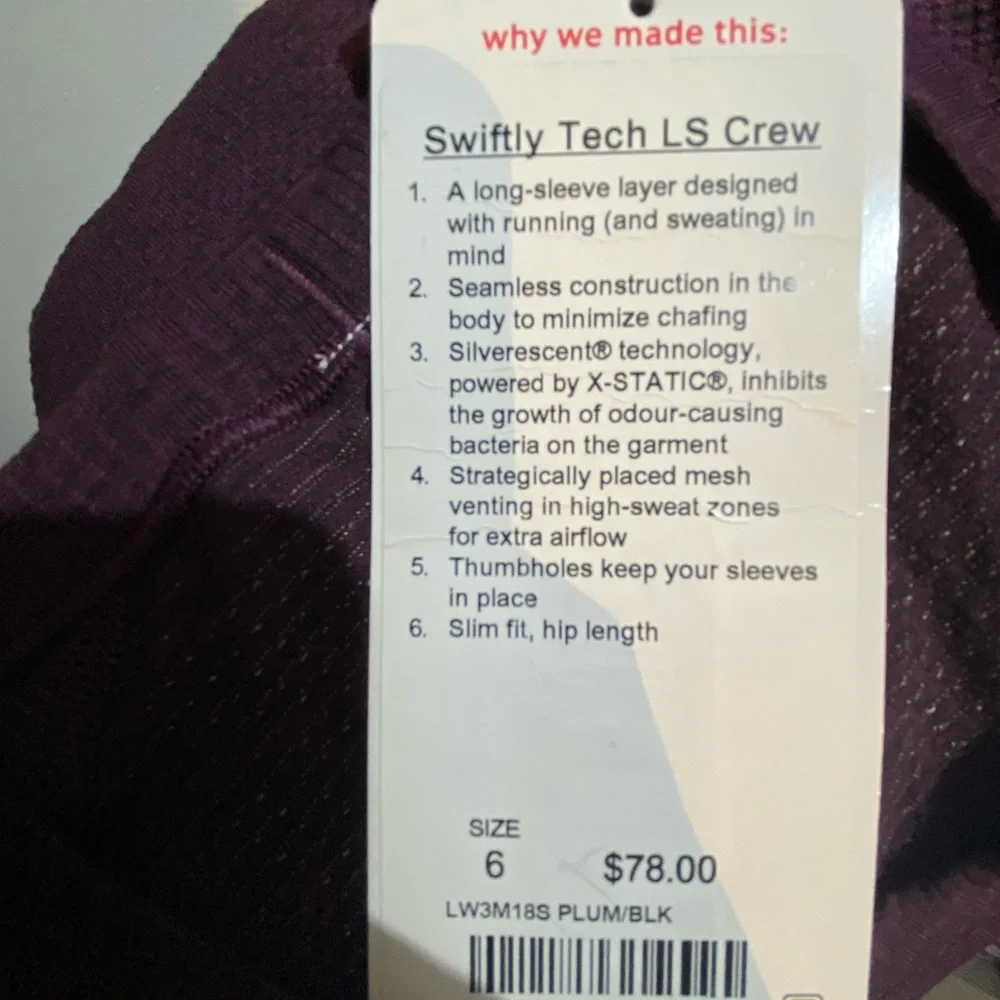 why we made this:
Swiftly Tech LS Crew
1. A long-sleeve layer designed
with running (and sweating) in
mind
2. Seamless construction in the
body to minimize chafing
3. Silverescent® technology,
powered by X-STATIC®, inhibits
the growth of odour-causing
bacteria on the garment
4. Strategically placed mesh
venting in high-sweat zones
for extra airflow
5. Thumbholes keep your sleeves
in place
6. Slim fit, hip length
SIZE
6 $78.00
LW3M18S PLUM/BLK